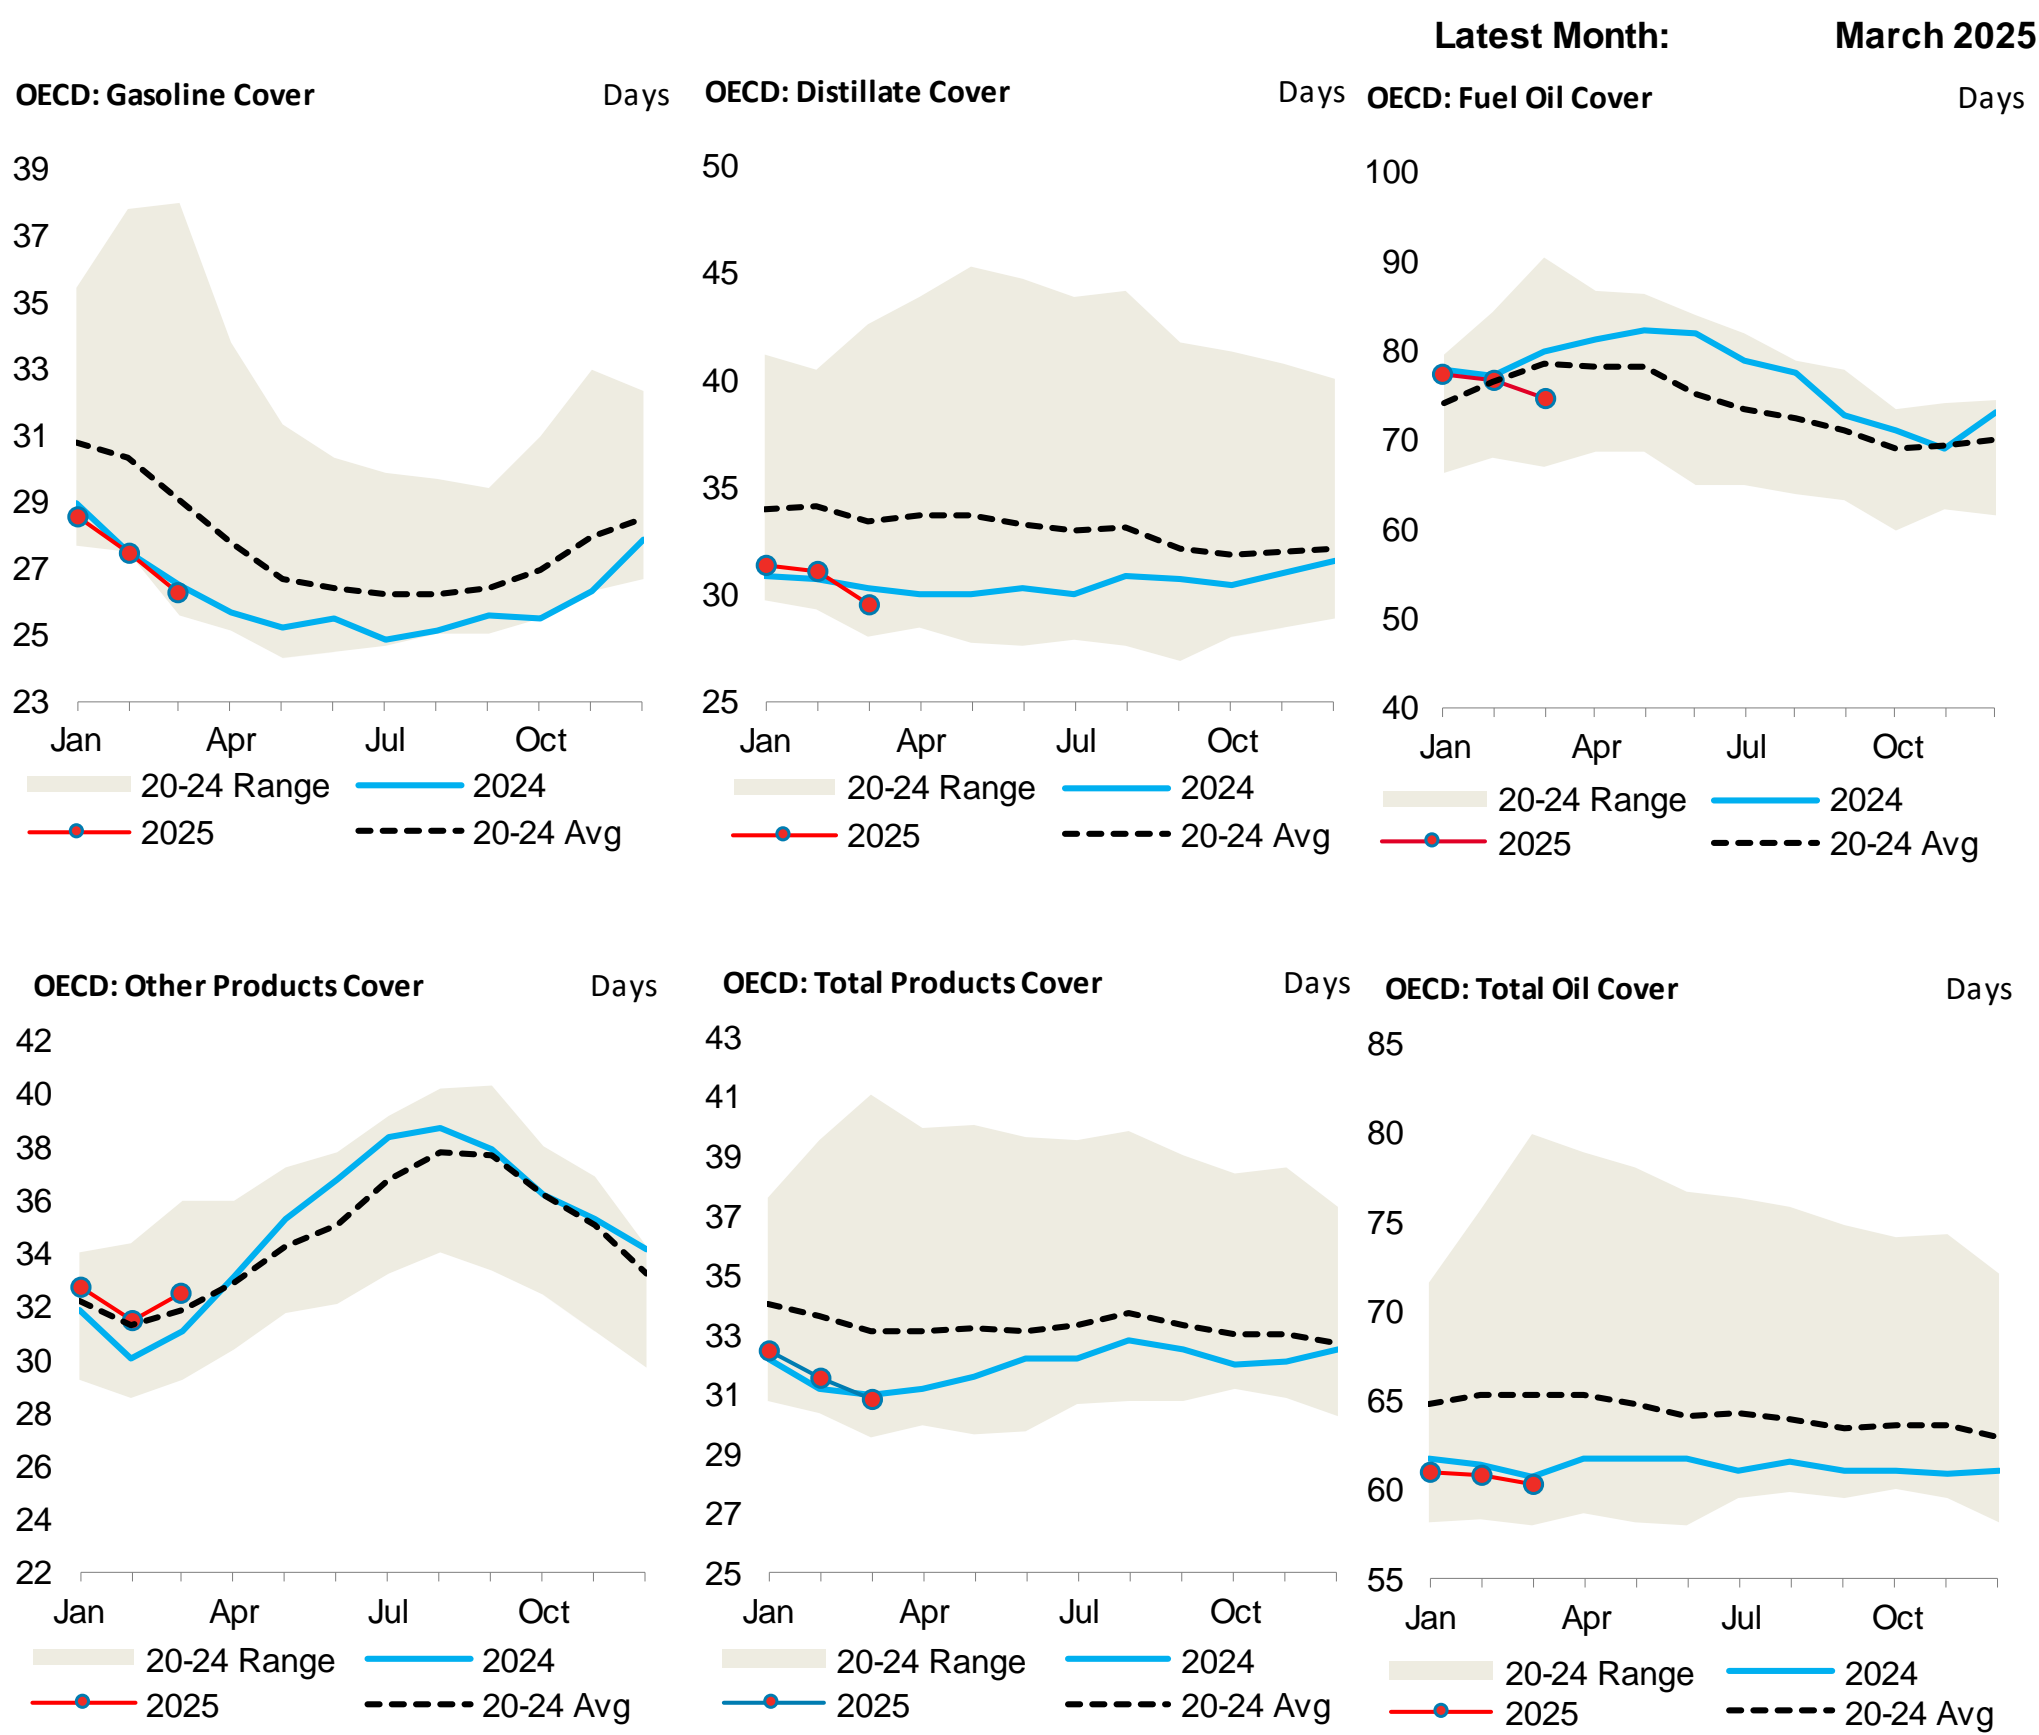 Latest Month: March 2025
OECD: Gasoline Cover Days
39
37
35
33
31
29
27
25
23
Jan Apr Jul Oct
20-24 Range 2024
2025 20-24 Avg
OECD: Distillate Cover Days
50
45
40
35
30
25
Jan Apr Jul Oct
20-24 Range 2024
2025 20-24 Avg
OECD: Fuel Oil Cover Days
100
90
80
70
60
50
40
Jan Apr Jul Oct
20-24 Range 2024
2025 20-24 Avg
OECD: Other Products Cover Days
42
40
38
36
34
32
30
28
26
24
22
Jan Apr Jul Oct
20-24 Range 2024
2025 20-24 Avg
OECD: Total Products Cover Days
43
41
39
37
35
33
31
29
27
25
Jan Apr Jul Oct
20-24 Range 2024
2025 20-24 Avg
OECD: Total Oil Cover Days
85
80
75
70
65
60
55
Jan Apr Jul Oct
20-24 Range 2024
2025 20-24 Avg